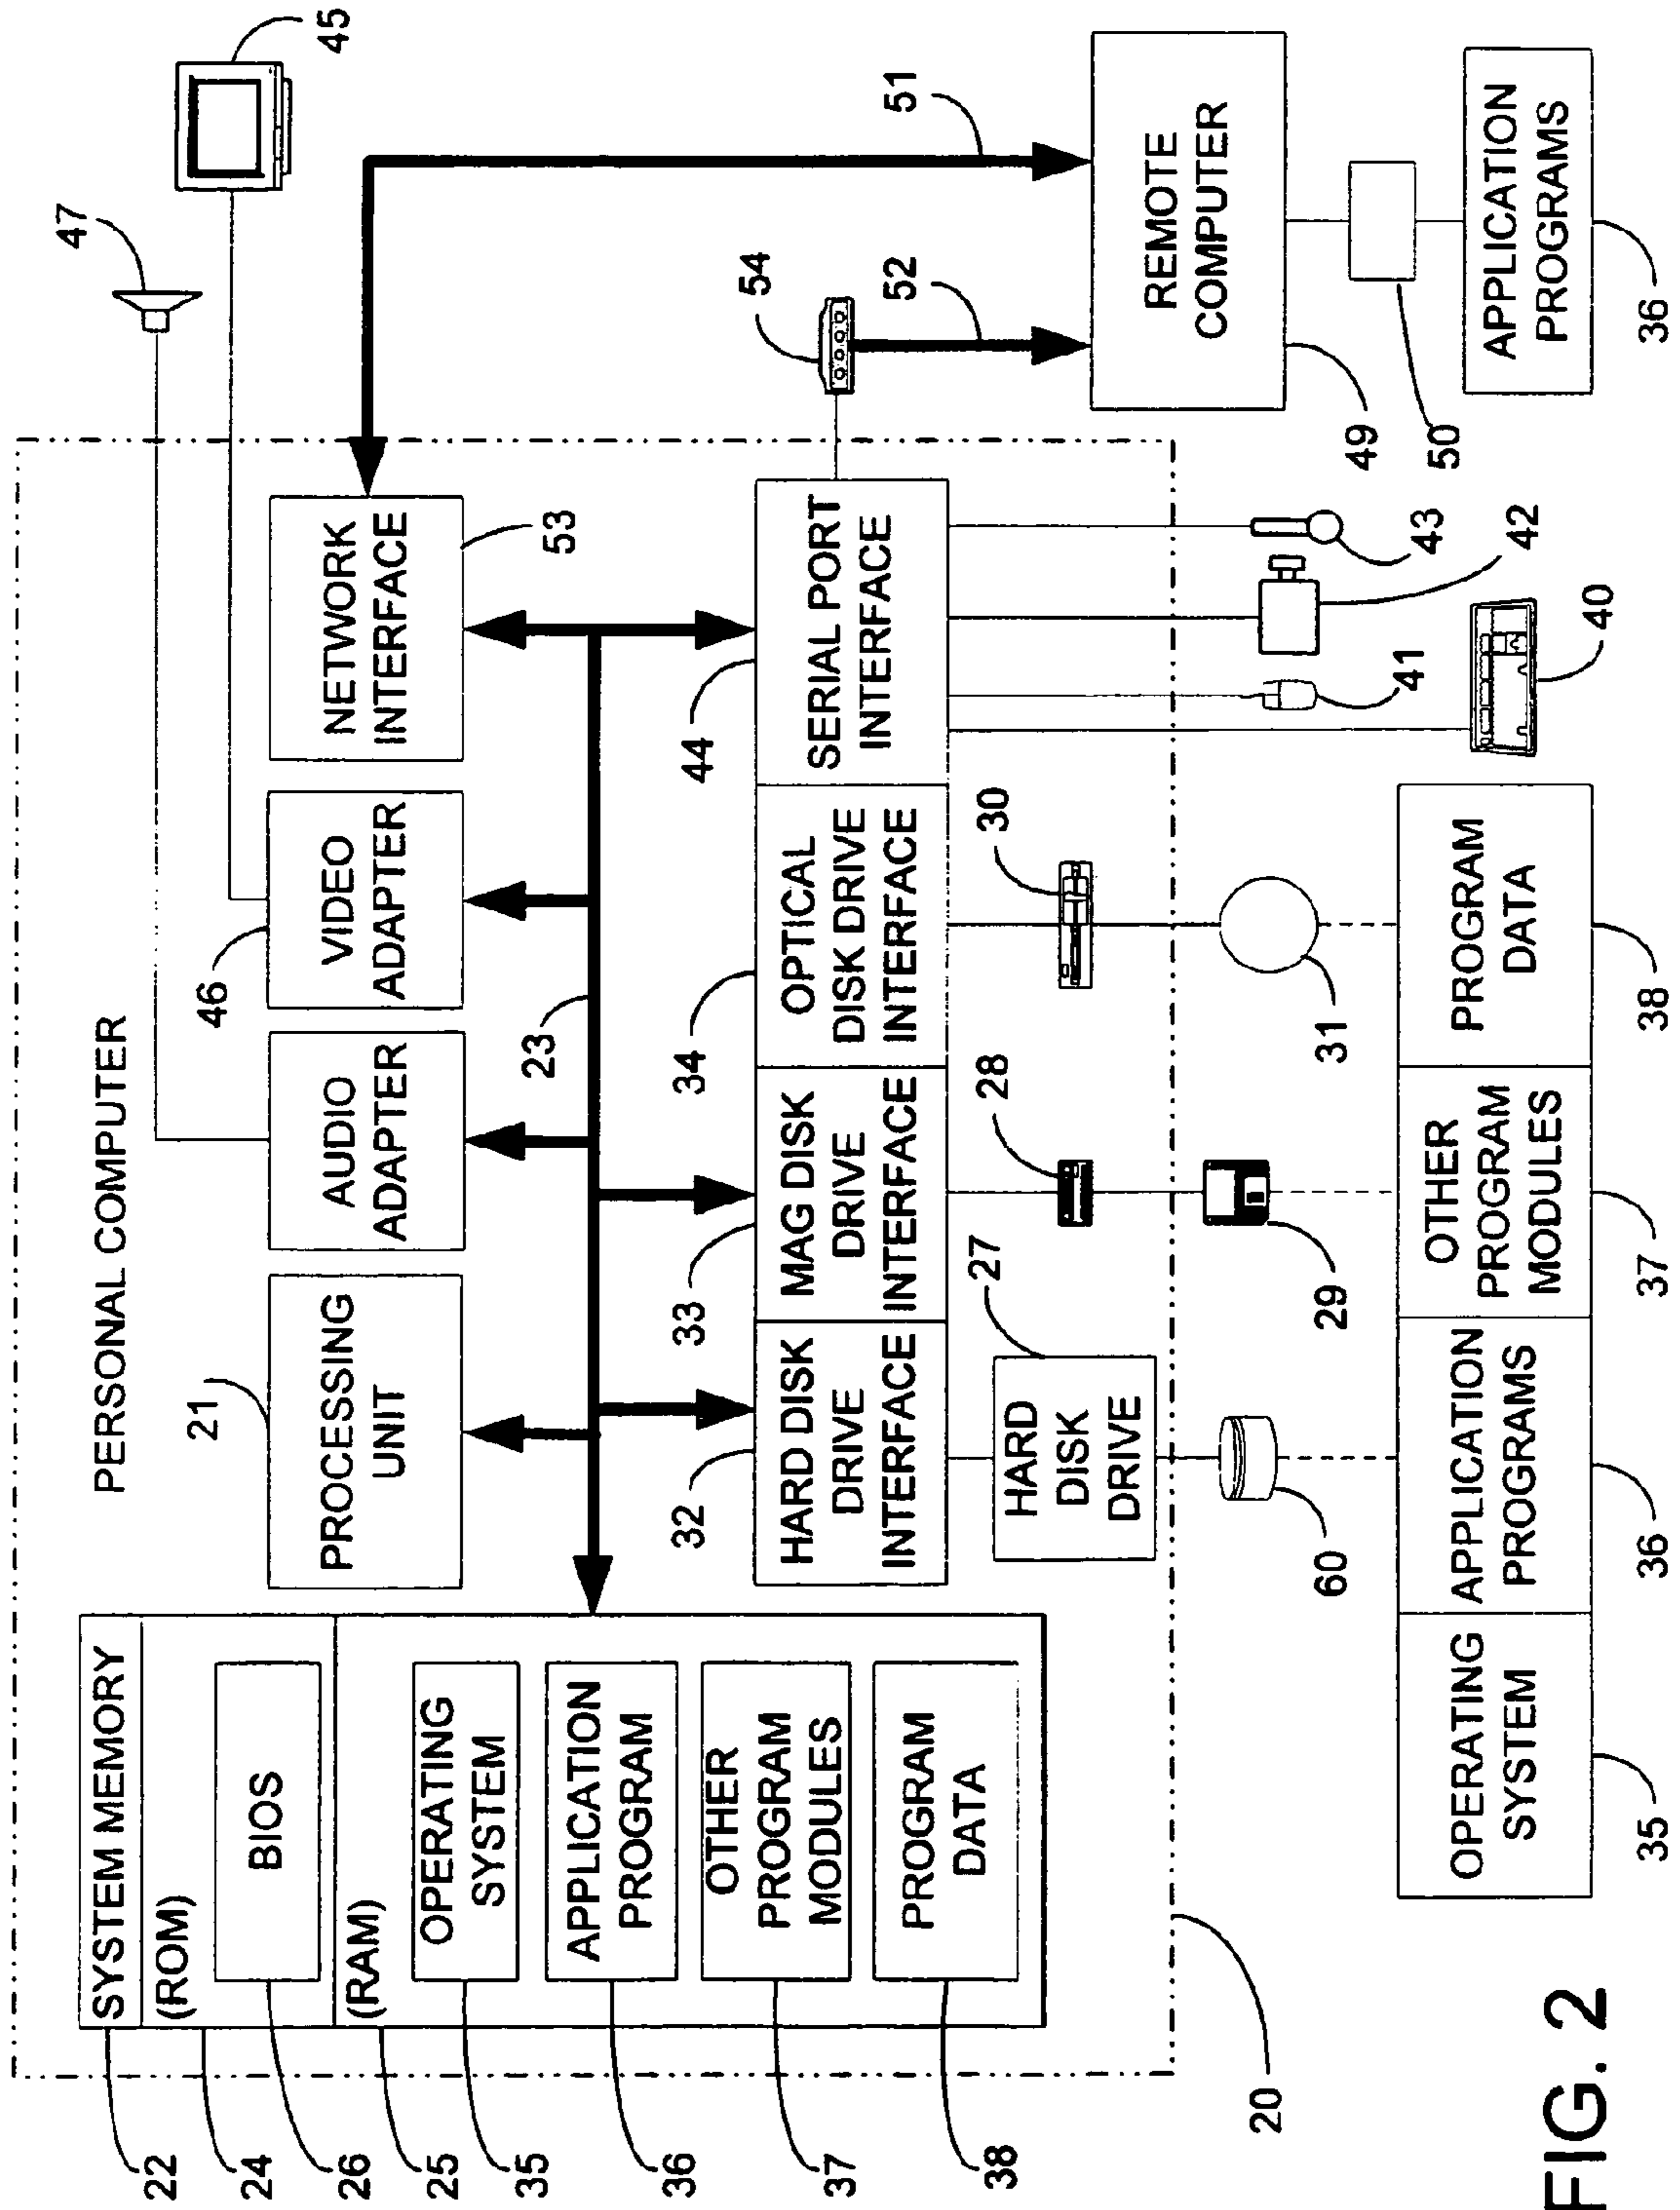 PERSONAL COMPUTER
45
47
SYSTEM MEMORY
22
(ROM)
24
BIOS
26
(RAM)
25
OPERATING
SYSTEM
35
APPLICATION
PROGRAM
36
OTHER
PROGRAM
MODULES
37
PROGRAM
DATA
38
21
PROCESSING
UNIT
AUDIO
ADAPTER
46
VIDEO
ADAPTER
NETWORK
INTERFACE
53
23
32
HARD DISK
DRIVE
INTERFACE
33
MAG DISK
DRIVE
INTERFACE
34
OPTICAL
DISK DRIVE
INTERFACE
44
SERIAL PORT
INTERFACE
54
52
51
27
HARD
DISK
DRIVE
28
30
60
29
31
41
42
43
40
REMOTE
COMPUTER
49
50
APPLICATION
PROGRAMS
36
20
OPERATING
SYSTEM
35
APPLICATION
PROGRAMS
36
OTHER
PROGRAM
MODULES
37
PROGRAM
DATA
38
FIG. 2